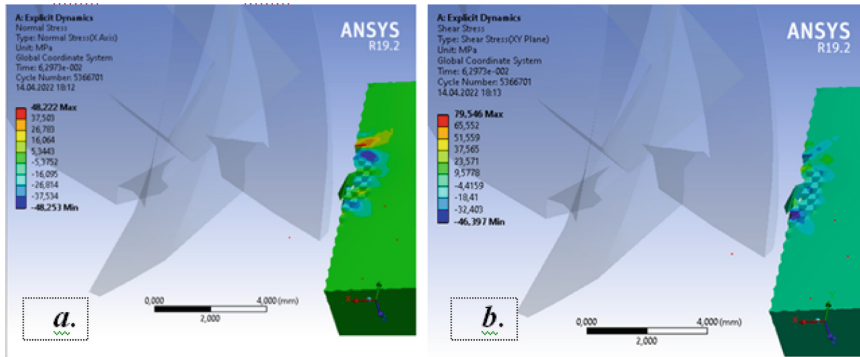 A: Explicit Dynamics
Normal Stress
Type: Normal Stress(X Axis)
Unit: MPa
Global Coordinate System
Time: 6,2973e-002
Cycle Number: 5366701
14.04.2022 18:12
48,222 Max
37,503
26,783
16,064
5,3443
-5,3752
-16,095
-26,814
-37,534
-48,253 Min
ANSYS
R19.2
0,000
4,000 (mm)
2,000
a.
B: Explicit Dynamics
Shear Stress
Type: Shear Stress(XY Plane)
Unit: MPa
Global Coordinate System
Time: 6,2973e-002
Cycle Number: 5366701
14.04.2022 18:13
79,546 Max
65,552
51,559
37,565
23,571
9,5778
-4,4159
-18,41
-32,403
-46,397 Min
ANSYS
R19.2
0,000
4,000 (mm)
2,000
b.